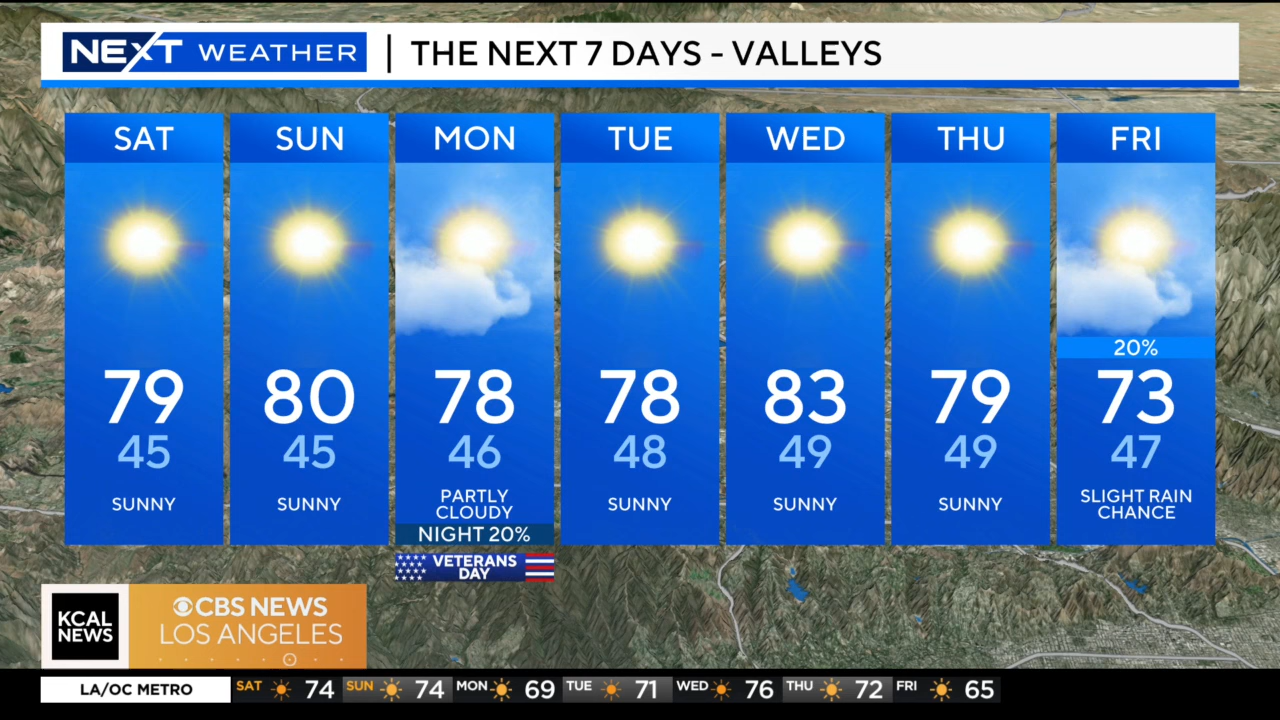 NEXT WEATHER | THE NEXT 7 DAYS - VALLEYS
SAT
79
45
SUNNY
SUN
80
45
SUNNY
MON
78
46
PARTLY
CLOUDY
NIGHT 20%
VETERANS
DAY
TUE
78
48
SUNNY
WED
83
49
SUNNY
THU
79
49
SUNNY
FRI
20%
73
47
SLIGHT RAIN
CHANCE
KCAL
NEWS
CBS NEWS
LOS ANGELES
LA/OC METRO SAT 74 SUN 74 MON 69 TUE 71 WED 76 THU 72 FRI 65